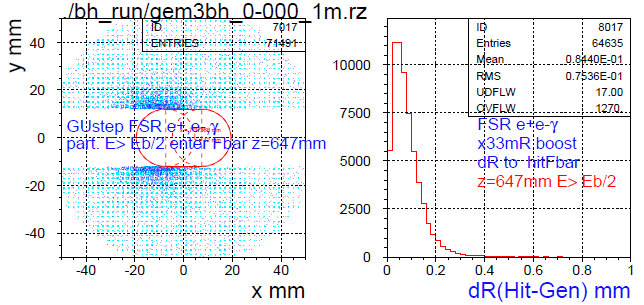 ./bh_run/gem3bh_0-000_1m.rz
ID 7017
ENTRIES 71491
y mm
40
20
0
-20
-40
GUstep FSR e+ e- γ
part. E> Eb/2 enter Fbar z=647mm
-40 -20 0 20 40
x mm
ID 8017
Entries 64635
Mean 0.8440E-01
RMS 0.7536E-01
UDFLW 17.00
OVFLW 1270.
10000
7500
5000
2500
0
FSR e+e-γ
x33mR boost
dR to hitFbar
z=647mm E> Eb/2
0 0.2 0.4 0.6 0.8 1
dR(Hit-Gen) mm